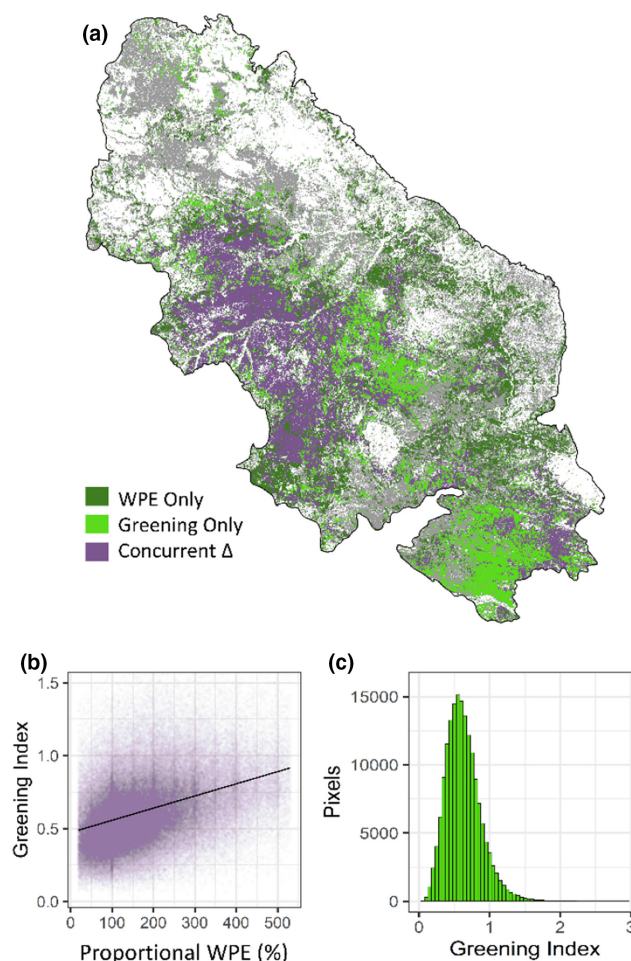 (a)
WPE Only
Greening Only
Concurrent Δ
(b)
1.5
1.0
0.5
0.0
Greening Index
0 100 200 300 400 500
Proportional WPE (%)
(c)
15000
10000
5000
0
Pixels
0 1 2 3
Greening Index